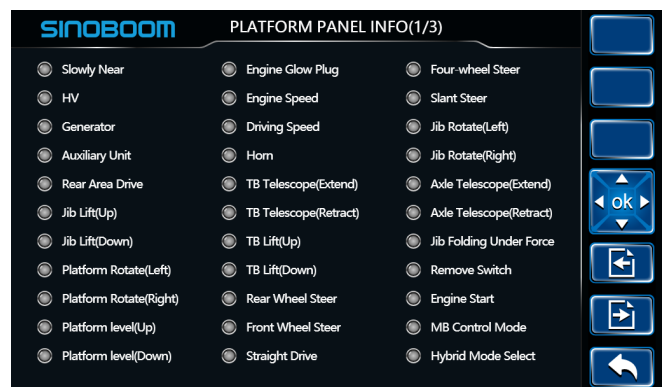 SINOBOOM
PLATFORM PANEL INFO(1/3)
Slowly Near
HV
Generator
Auxiliary Unit
Rear Area Drive
Jib Lift(Up)
Jib Lift(Down)
Platform Rotate(Left)
Platform Rotate(Right)
Platform level(Up)
Platform level(Down)
Engine Glow Plug
Engine Speed
Driving Speed
Horn
TB Telescope(Extend)
TB Telescope(Retract)
TB Lift(Up)
TB Lift(Down)
Rear Wheel Steer
Front Wheel Steer
Straight Drive
Four-wheel Steer
Slant Steer
Jib Rotate(Left)
Jib Rotate(Right)
Axle Telescope(Extend)
Axle Telescope(Retract)
Jib Folding Under Force
Remove Switch
Engine Start
MB Control Mode
Hybrid Mode Select
ok